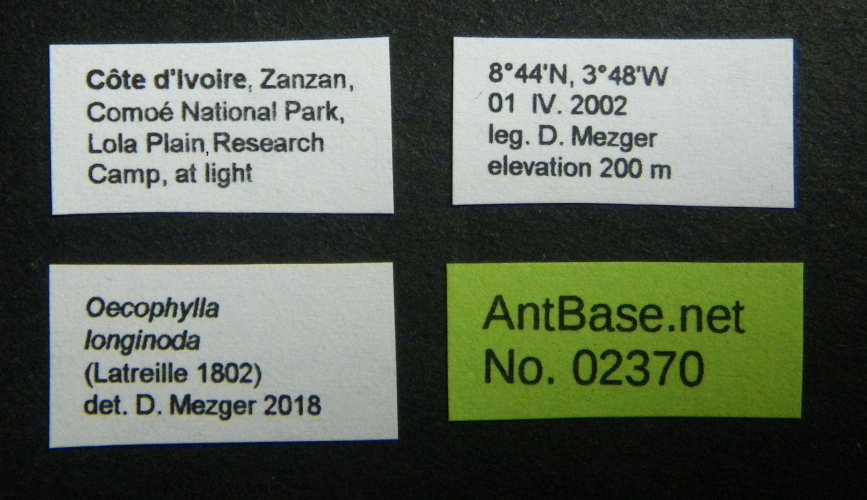 Côte d'Ivoire, Zanzan,
Comoé National Park,
Lola Plain, Research
Camp, at light
8°44'N, 3°48'W
01 IV. 2002
leg. D. Mezger
elevation 200 m
Oecophylla
longinoda
(Latreille 1802)
det. D. Mezger 2018
AntBase.net
No. 02370